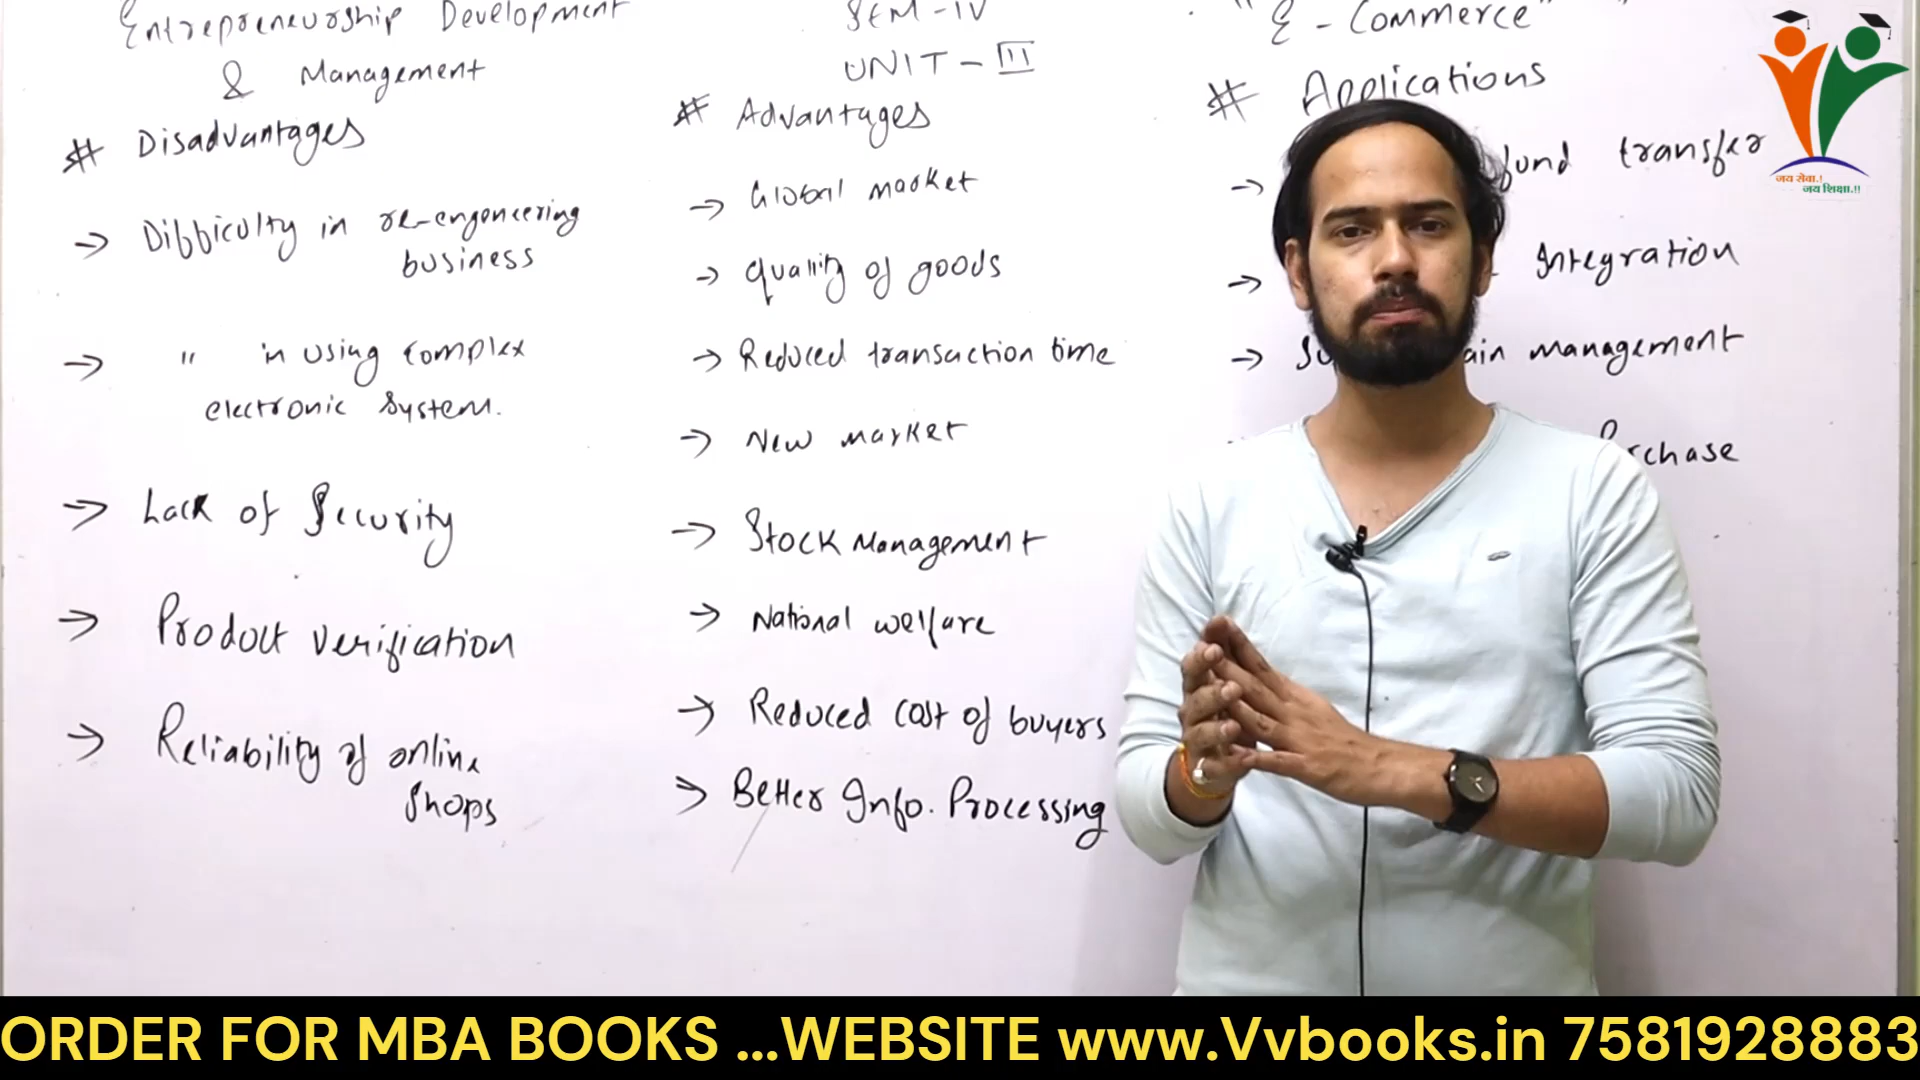 Entrepreneurship Development
& Management
SEM - IV
UNIT - III
"E - Commerce"
# Disadvantages
→ Difficulty in re-engeneering
business
→ " in using complex
electronic system.
→ Lack of Security
→ Product verification
→ Reliability of online
shops
# Advantages
→ Global market
→ quality of goods
→ Reduced transaction time
→ New market
→ Stock Management
→ National welfare
→ Reduced cost of buyers
→ Better Info. Processing
# Applications
→ fund transfer
→ Integration
→ management
जय सेवा.!
जय शिक्षा.!!
ORDER FOR MBA BOOKS ...WEBSITE www.Vvbooks.in 7581928883